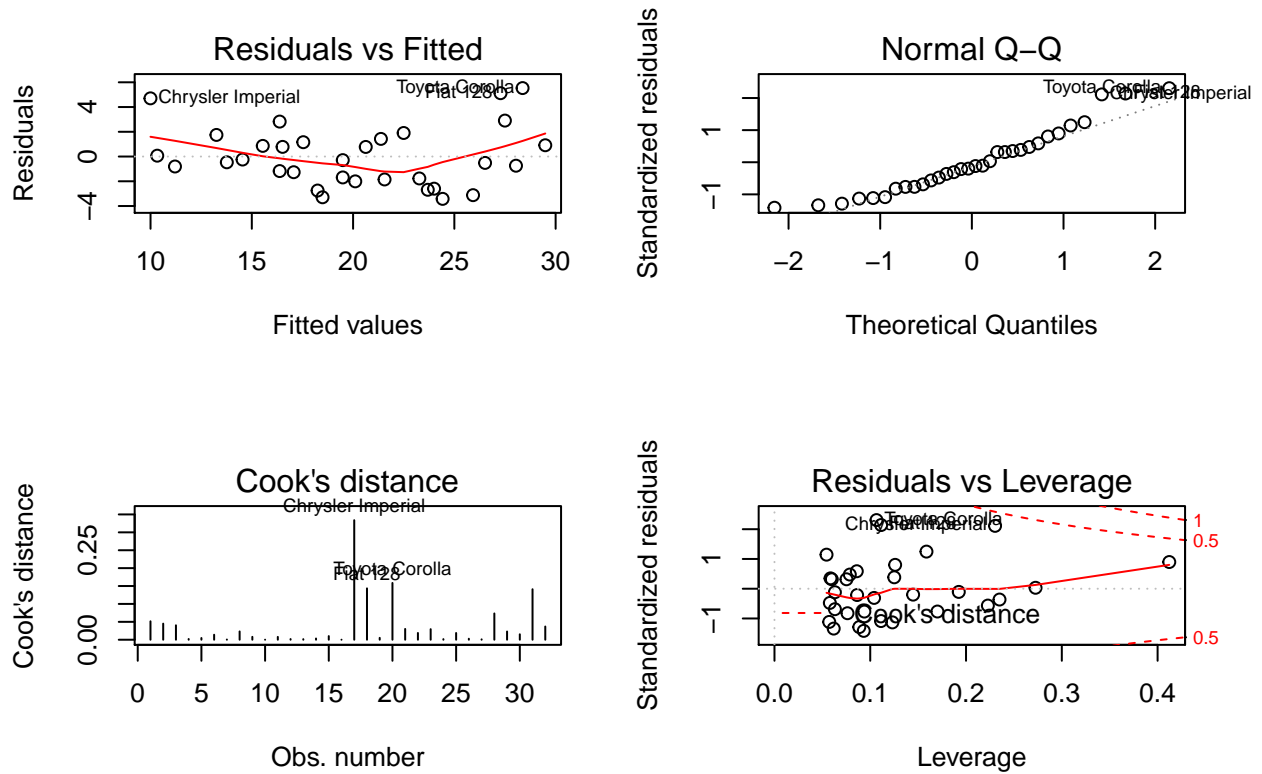 Residuals vs Fitted
Residuals
4
0
−4
Toyota Corolla
Fiat 128
Chrysler Imperial
10 15 20 25 30
Fitted values
Normal Q−Q
Standardized residuals
1
−1
Toyota Corolla
Fiat 128
Chrysler Imperial
−2 −1 0 1 2
Theoretical Quantiles
Cook's distance
Cook's distance
0.25
0.00
Chrysler Imperial
Toyota Corolla
Fiat 128
0 5 10 15 20 25 30
Obs. number
Residuals vs Leverage
Standardized residuals
1
−1
Toyota Corolla
Fiat 128
Chrysler Imperial
1
0.5
Cook's distance
0.5
0.0 0.1 0.2 0.3 0.4
Leverage